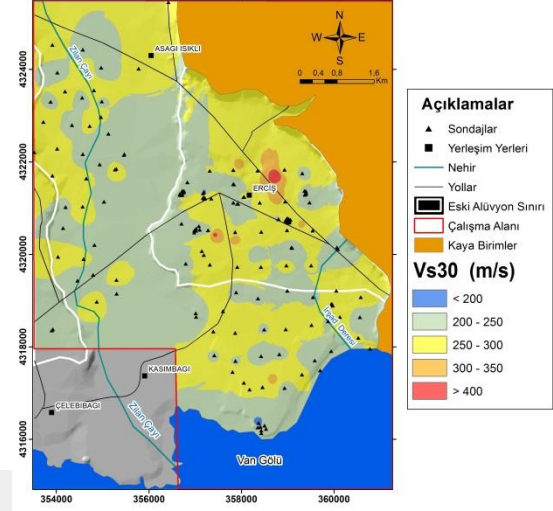 N
W E
S
0 0,4 0,8 1,6
Km
ASAGI ISIKLI
Zilan Çayı
ERCİŞ
İrşad Deresi
KASIMBAGI
ÇELEBIBAGI
Zilan Çayı
Van Gölü
4324000
4322000
4320000
4318000
4316000
354000 356000 358000 360000
Açıklamalar
Sondajlar
Yerleşim Yerleri
Nehir
Yollar
Eski Alüvyon Sınırı
Çalışma Alanı
Kaya Birimler
Vs30 (m/s)
< 200
200 - 250
250 - 300
300 - 350
> 400